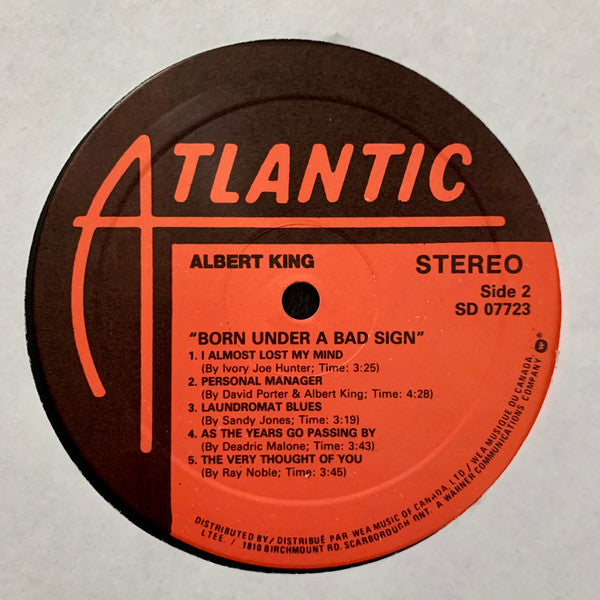 ATLANTIC
ALBERT KING
STEREO
Side 2
SD 07723
"BORN UNDER A BAD SIGN"
1. I ALMOST LOST MY MIND
(By Ivory Joe Hunter; Time: 3:25)
2. PERSONAL MANAGER
(By David Porter & Albert King; Time: 4:28)
3. LAUNDROMAT BLUES
(By Sandy Jones; Time: 3:19)
4. AS THE YEARS GO PASSING BY
(By Deadric Malone; Time: 3:43)
5. THE VERY THOUGHT OF YOU
(By Ray Noble; Time: 3:45)
DISTRIBUTED BY/DISTRIBUÉ PAR WEA MUSIC OF CANADA, LTD/WEA MUSIQUE DU CANADA,
LTEE. / 1810 BIRCHMOUNT RD. SCARBOROUGH ONT. A WARNER COMMUNICATIONS COMPANY ®